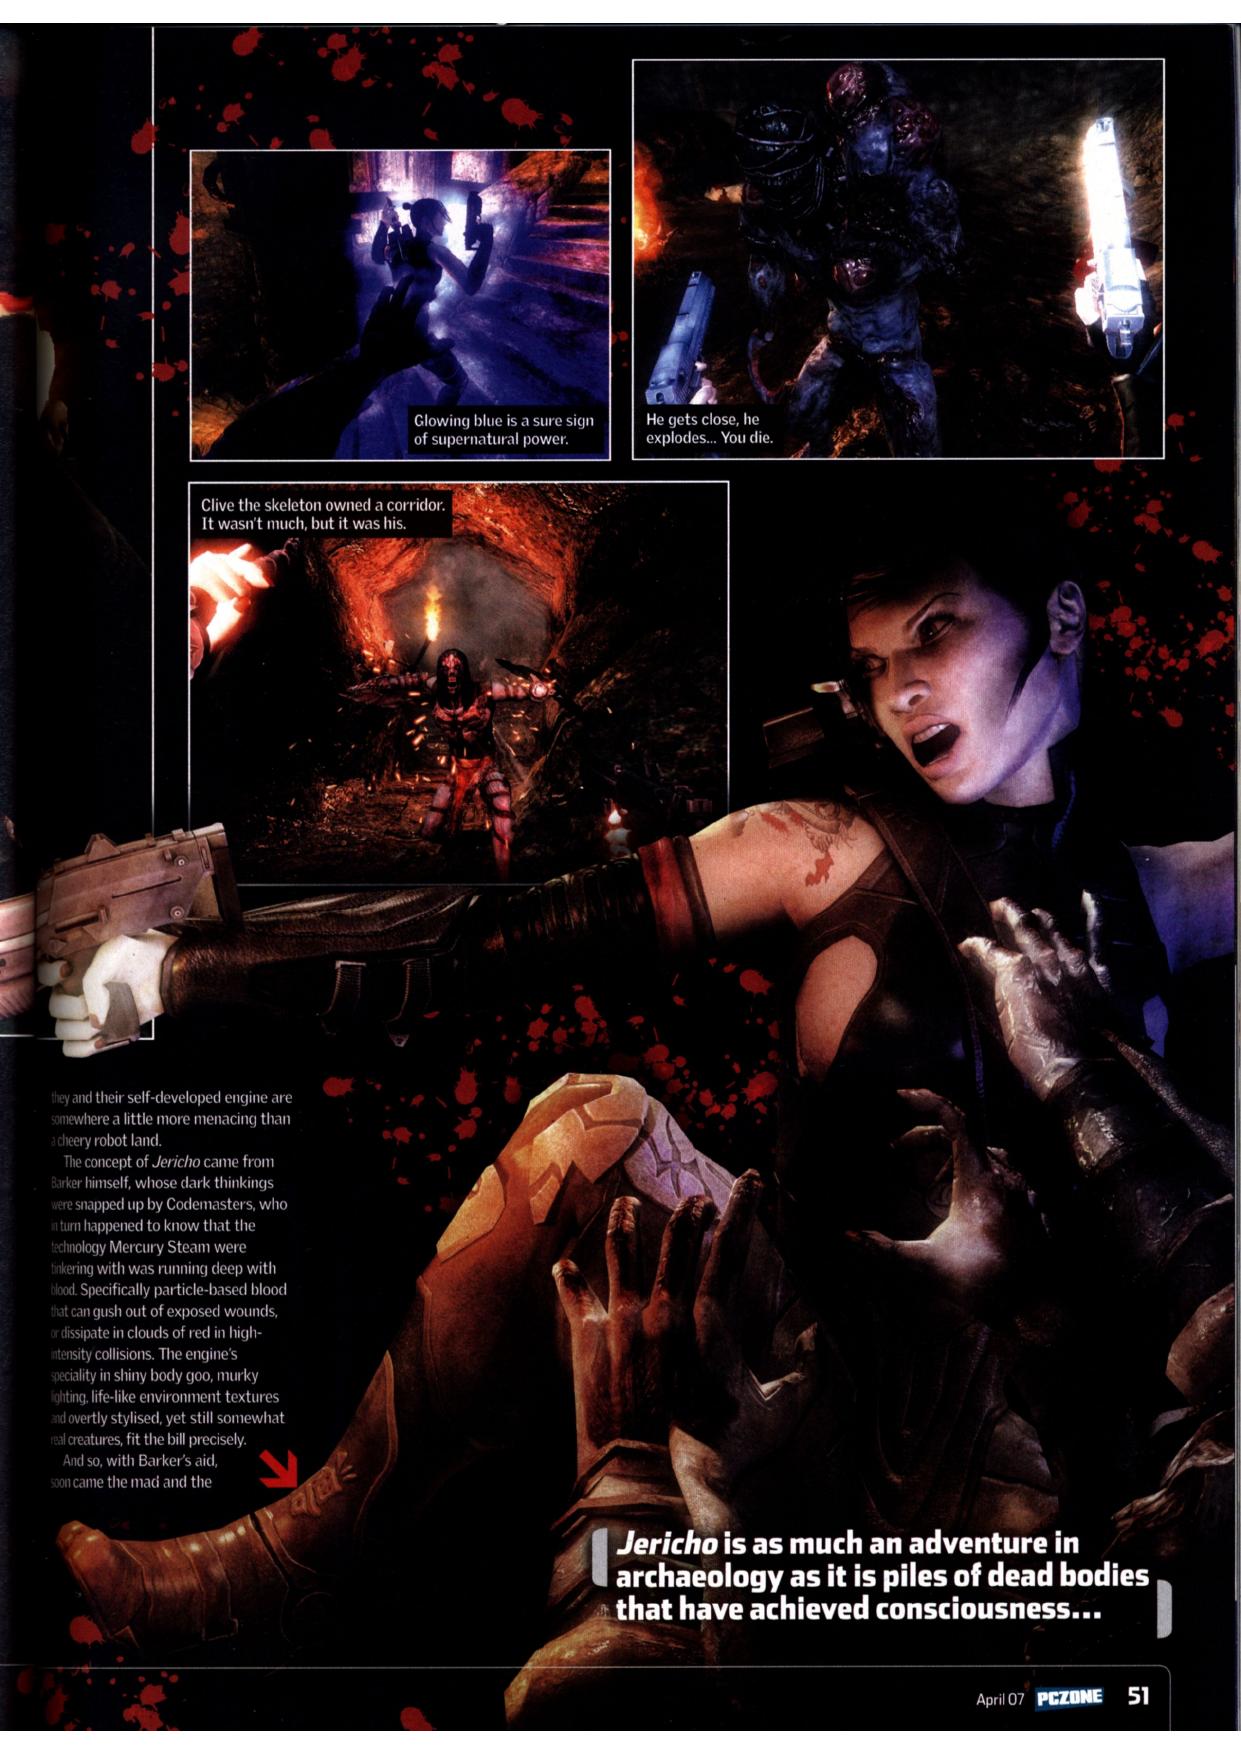 Glowing blue is a sure sign
of supernatural power.
He gets close, he
explodes... You die.
Clive the skeleton owned a corridor.
It wasn't much, but it was his.
they and their self-developed engine are
somewhere a little more menacing than
a cheery robot land.
The concept of Jericho came from
Barker himself, whose dark thinkings
were snapped up by Codemasters, who
in turn happened to know that the
technology Mercury Steam were
tinkering with was running deep with
blood. Specifically particle-based blood
that can gush out of exposed wounds,
or dissipate in clouds of red in high-
intensity collisions. The engine's
speciality in shiny body goo, murky
lighting, life-like environment textures
and overtly stylised, yet still somewhat
real creatures, fit the bill precisely.
And so, with Barker's aid,
soon came the mad and the
Jericho is as much an adventure in
archaeology as it is piles of dead bodies
that have achieved consciousness...
April 07 PCZONE 51